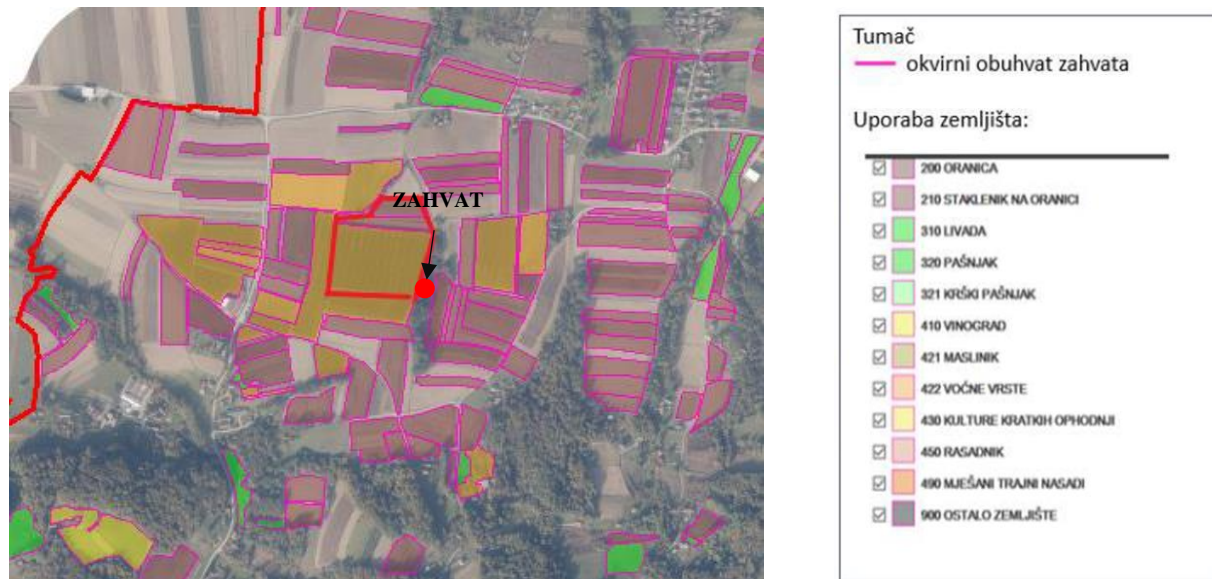 ZAHVAT
Tumač
okvirni obuhvat zahvata
Uporaba zemljišta:
200 ORANICA
210 STAKLENIK NA ORANICI
310 LIVADA
320 PAŠNJAK
321 KRŠKI PAŠNJAK
410 VINOGRAD
421 MASLINIK
422 VOĆNE VRSTE
430 KULTURE KRATKIH OPHODNJI
450 RASADNIK
490 MJEŠANI TRAJNI NASADI
900 OSTALO ZEMLJIŠTE